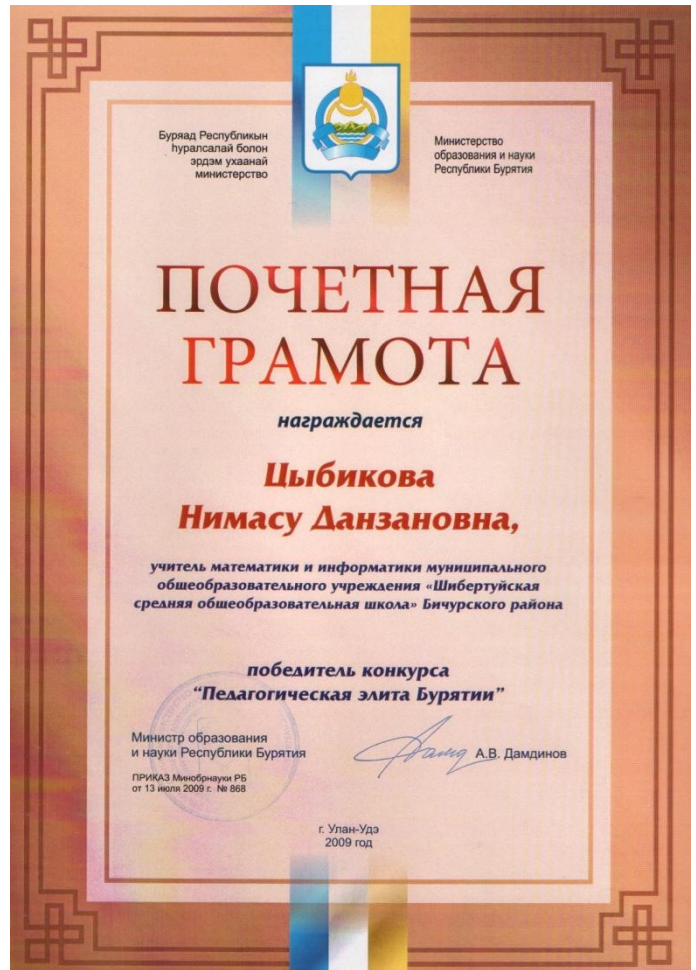 Буряад Республикын
һуралсалай болон
эрдэм ухаанай
министерство
Министерство
образования и науки
Республики Бурятия
ПОЧЕТНАЯ
ГРАМОТА
награждается
Цыбикова
Нимасу Данзановна,
учитель математики и информатики муниципального
общеобразовательного учреждения «Шибертуйская
средняя общеобразовательная школа» Бичурского района
победитель конкурса
“Педагогическая элита Бурятии”
Министр образования
и науки Республики Бурятия
А.В. Дамдинов
ПРИКАЗ Минобрнауки РБ
от 13 июля 2009 г. № 868
г. Улан-Удэ
2009 год